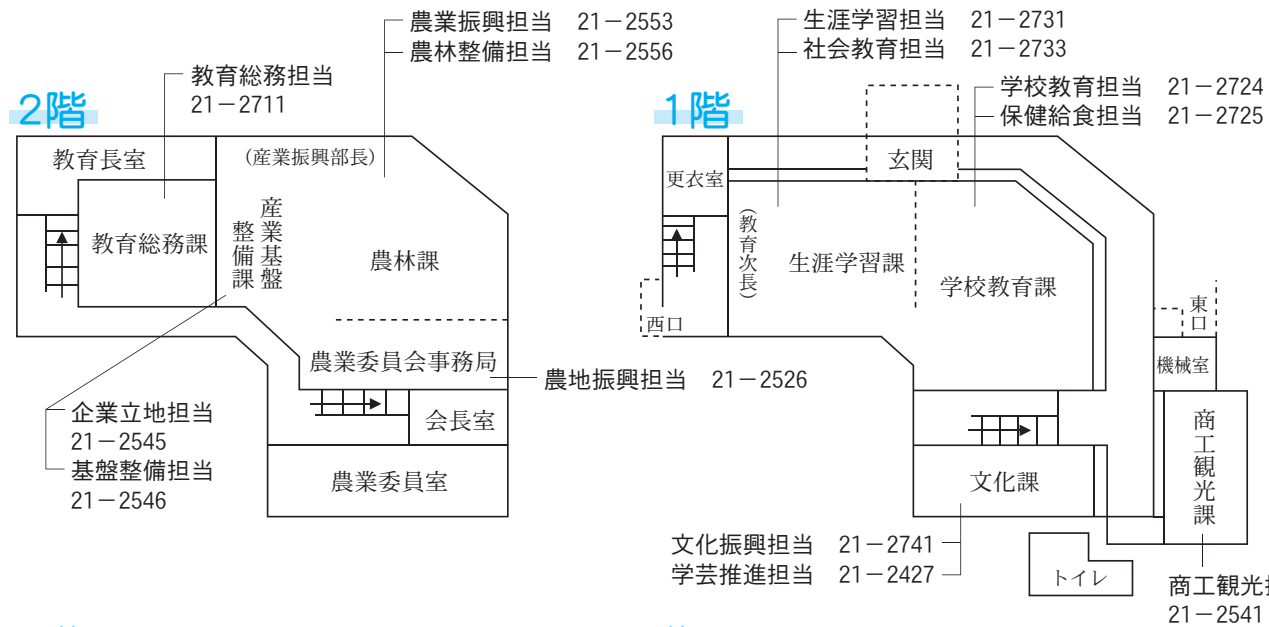 2階
農業振興担当 21－2553
農林整備担当 21－2556
教育総務担当
21－2711
教育長室
(産業振興部長)
教育総務課
産業基盤
整備課
農林課
農業委員会事務局
農地振興担当 21－2526
会長室
農業委員室
企業立地担当
21－2545
基盤整備担当
21－2546
1階
生涯学習担当 21－2731
社会教育担当 21－2733
学校教育担当 21－2724
保健給食担当 21－2725
更衣室
玄関
(教育次長)
生涯学習課
学校教育課
西口
東口
機械室
商工観光課
文化課
文化振興担当 21－2741
学芸推進担当 21－2427
トイレ
商工観光
21－2541